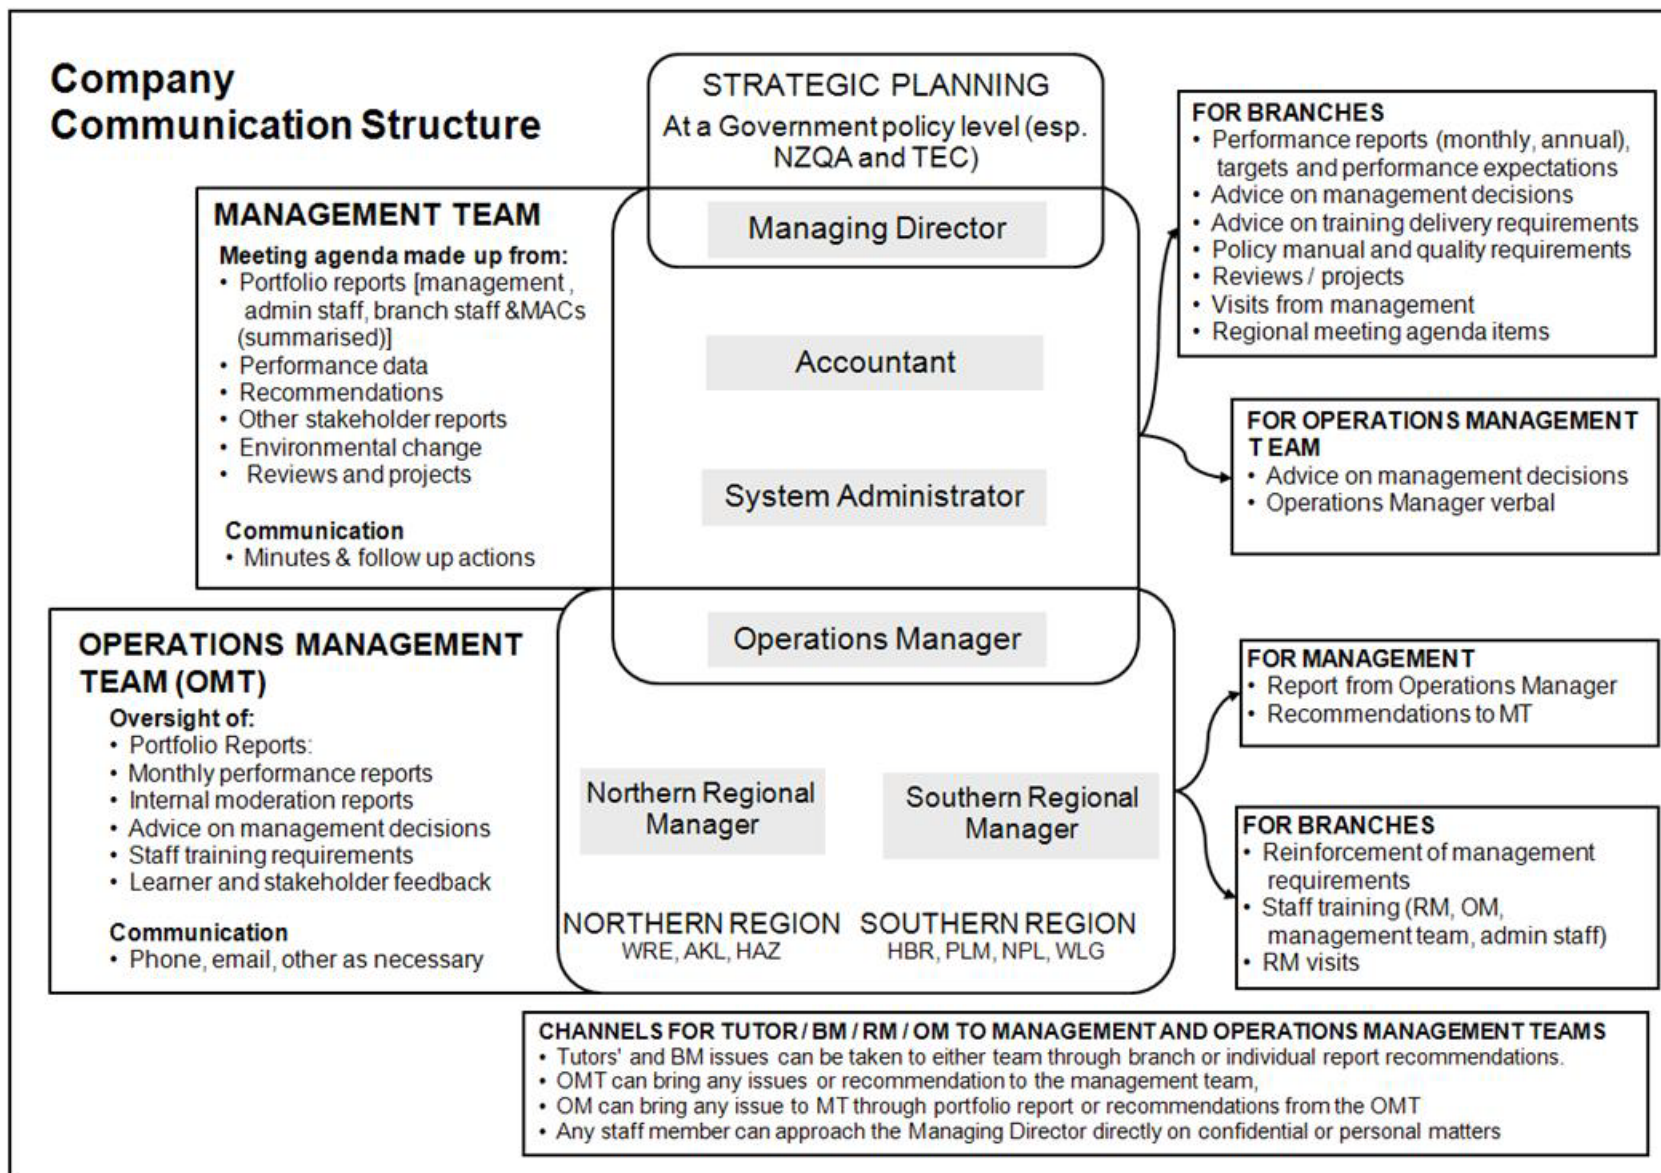 Company
Communication Structure
STRATEGIC PLANNING
At a Government policy level (esp.
NZQA and TEC)
MANAGEMENT TEAM
Meeting agenda made up from:
• Portfolio reports [management ,
admin staff, branch staff &MACs
(summarised)]
• Performance data
• Recommendations
• Other stakeholder reports
• Environmental change
• Reviews and projects
Communication
• Minutes & follow up actions
Managing Director
Accountant
System Administrator
Operations Manager
FOR BRANCHES
• Performance reports (monthly, annual),
targets and performance expectations
• Advice on management decisions
• Advice on training delivery requirements
• Policy manual and quality requirements
• Reviews / projects
• Visits from management
• Regional meeting agenda items
FOR OPERATIONS MANAGEMENT
T EAM
• Advice on management decisions
• Operations Manager verbal
OPERATIONS MANAGEMENT
TEAM (OMT)
Oversight of:
• Portfolio Reports:
• Monthly performance reports
• Internal moderation reports
• Advice on management decisions
• Staff training requirements
• Learner and stakeholder feedback
Communication
• Phone, email, other as necessary
Northern Regional
Manager
Southern Regional
Manager
NORTHERN REGION
WRE, AKL, HAZ
SOUTHERN REGION
HBR, PLM, NPL, WLG
FOR MANAGEMENT
• Report from Operations Manager
• Recommendations to MT
FOR BRANCHES
• Reinforcement of management
requirements
• Staff training (RM, OM,
management team, admin staff)
• RM visits
CHANNELS FOR TUTOR / BM / RM / OM TO MANAGEMENT AND OPERATIONS MANAGEMENT TEAMS
• Tutors' and BM issues can be taken to either team through branch or individual report recommendations.
• OMT can bring any issues or recommendation to the management team,
• OM can bring any issue to MT through portfolio report or recommendations from the OMT
• Any staff member can approach the Managing Director directly on confidential or personal matters